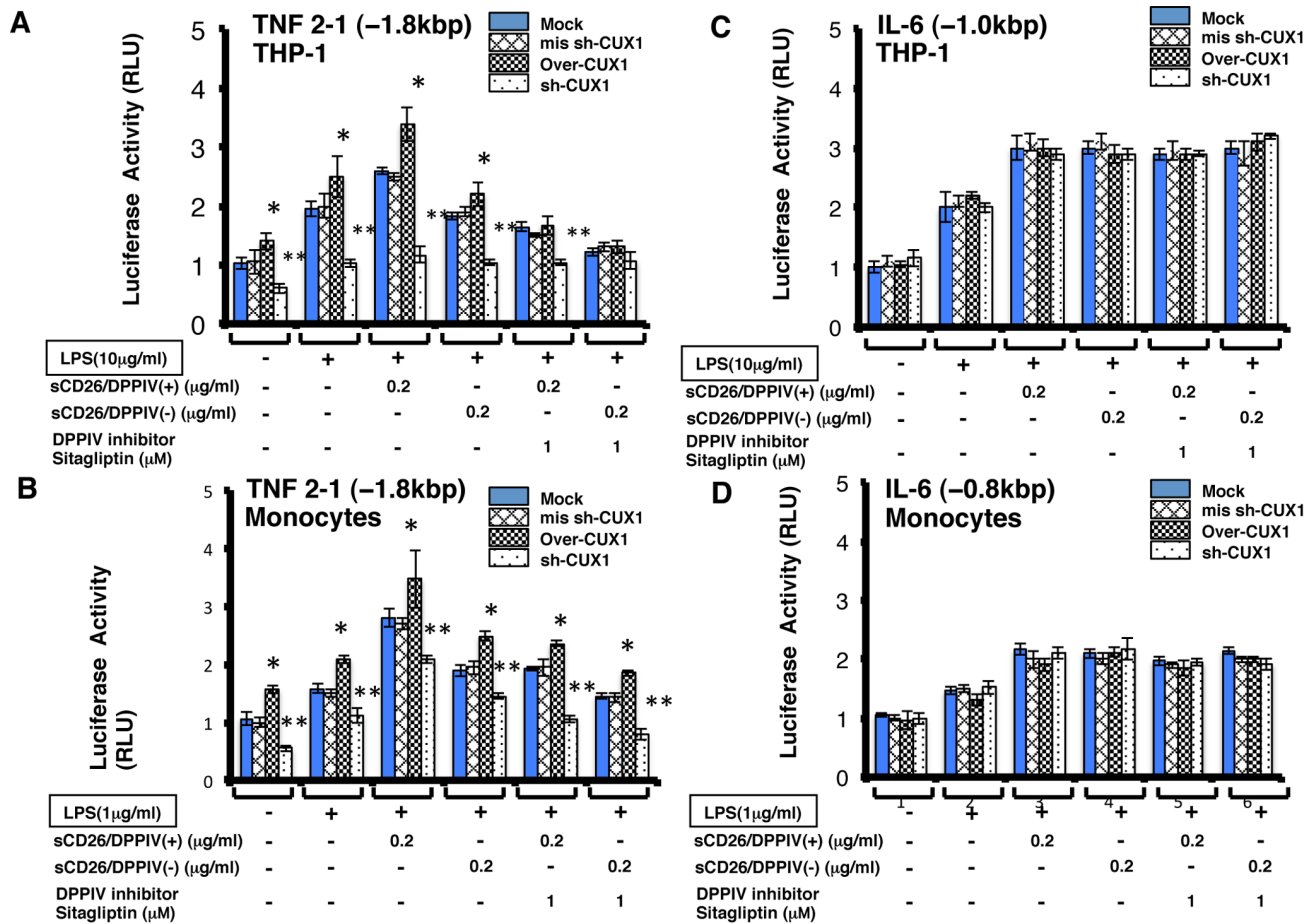 A
TNF 2-1 (−1.8kbp)
THP-1
Mock
mis sh-CUX1
Over-CUX1
sh-CUX1
Luciferase Activity (RLU)
5
4
3
2
1
0
* ** * ** * ** * ** **
LPS(10μg/ml) - + + + + +
sCD26/DPPIV(+) (μg/ml) - - 0.2 - 0.2 -
sCD26/DPPIV(-) (μg/ml) - - - 0.2 - 0.2
DPPIV inhibitor
Sitagliptin (μM) - - - - 1 1
C
IL-6 (−1.0kbp)
THP-1
Mock
mis sh-CUX1
Over-CUX1
sh-CUX1
Luciferase Activity (RLU)
5
4
3
2
1
0
LPS(10μg/ml) - + + + + +
sCD26/DPPIV(+) (μg/ml) - - 0.2 - 0.2 -
sCD26/DPPIV(-) (μg/ml) - - - 0.2 - 0.2
DPPIV inhibitor
Sitagliptin (μM) - - - - 1 1
B
TNF 2-1 (−1.8kbp)
Monocytes
Mock
mis sh-CUX1
Over-CUX1
sh-CUX1
Luciferase Activity
(RLU)
5
4
3
2
1
0
* ** * ** * ** * ** * ** * **
LPS(1μg/ml) - + + + + +
sCD26/DPPIV(+) (μg/ml) - - 0.2 - 0.2 -
sCD26/DPPIV(-) (μg/ml) - - - 0.2 - 0.2
DPPIV inhibitor
Sitagliptin (μM) - - - - 1 1
D
IL-6 (−0.8kbp)
Monocytes
Mock
mis sh-CUX1
Over-CUX1
sh-CUX1
Luciferase Activity (RLU)
5
4
3
2
1
0
1 2 3 4 5 6
LPS(1μg/ml) - + + + + +
sCD26/DPPIV(+) (μg/ml) - - 0.2 - 0.2 -
sCD26/DPPIV(-) (μg/ml) - - - 0.2 - 0.2
DPPIV inhibitor
Sitagliptin (μM) - - - - 1 1